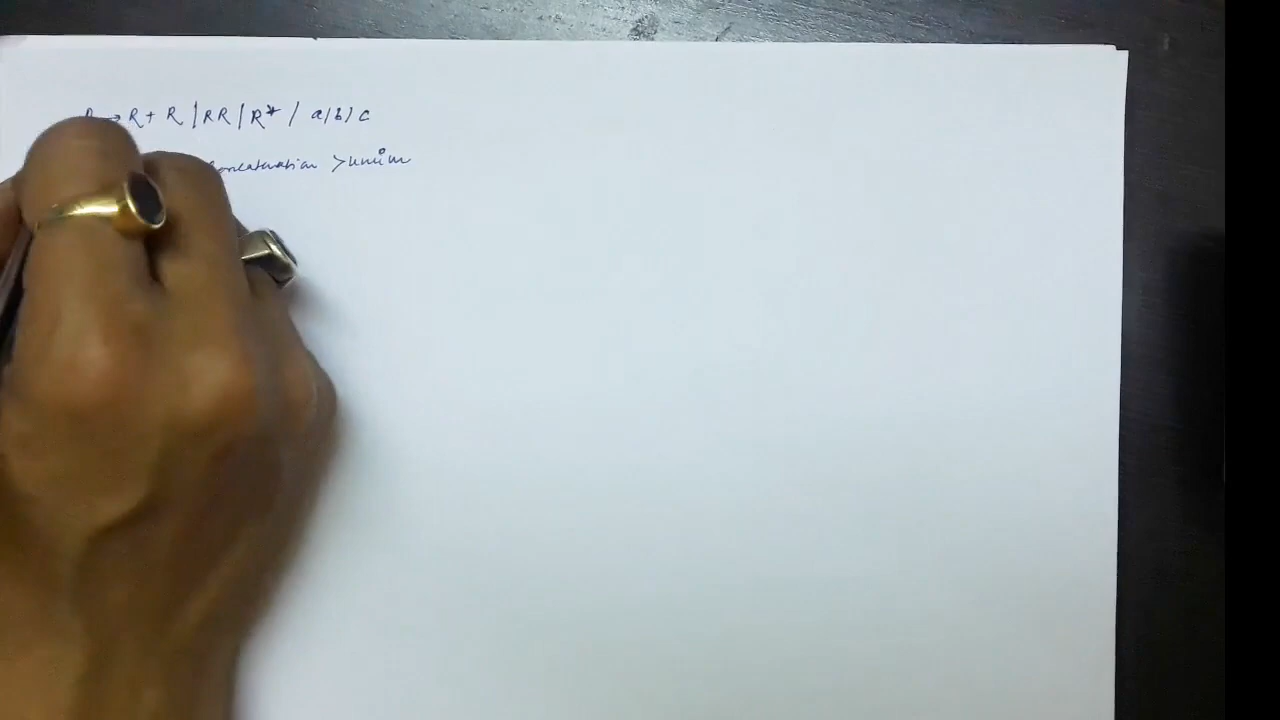 R → R + R | RR | R* | a | b | c
concatenation > union